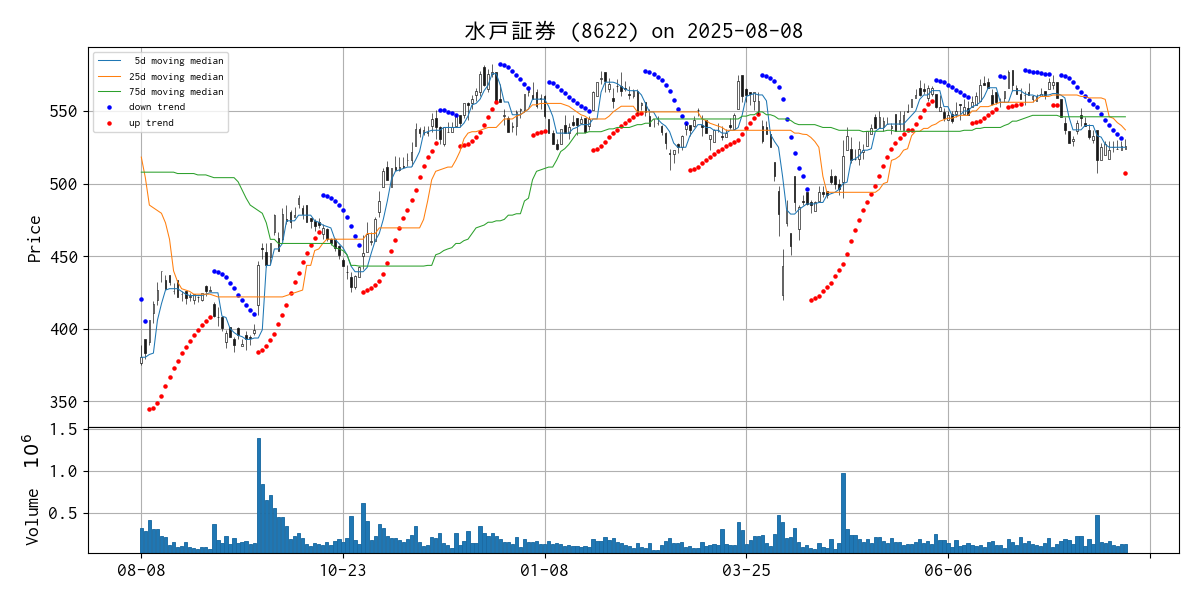 水戸証券 (8622) on 2025-08-08
5d moving median
25d moving median
75d moving median
down trend
up trend
Price
550
500
450
400
350
Volume 10^6
1.5
1.0
0.5
08-08 10-23 01-08 03-25 06-06